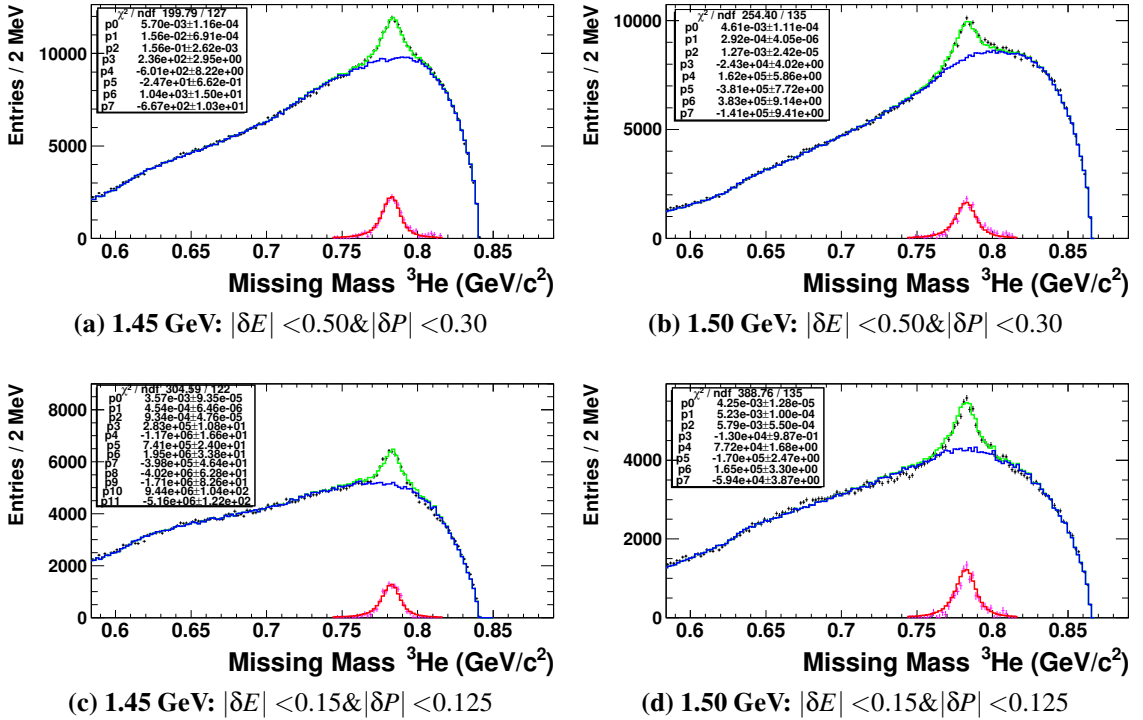 χ² / ndf 199.79 / 127
p0 5.70e-03±1.16e-04
p1 1.56e-02±6.91e-04
p2 1.56e-01±2.62e-03
p3 2.36e+02±2.95e+00
p4 -6.01e+02±8.22e+00
p5 -2.47e+01±6.62e-01
p6 1.04e+03±1.50e+01
p7 -6.67e+02±1.03e+01
Entries / 2 MeV
10000
5000
0
0.6 0.65 0.7 0.75 0.8 0.85
Missing Mass ³He (GeV/c²)
(a) 1.45 GeV: |δE| <0.50&|δP| <0.30
χ² / ndf 254.40 / 135
p0 4.61e-03±1.11e-04
p1 2.92e-04±4.05e-06
p2 1.27e-03±2.42e-05
p3 -2.43e+04±4.02e+00
p4 1.62e+05±5.86e+00
p5 -3.81e+05±7.72e+00
p6 3.83e+05±9.14e+00
p7 -1.41e+05±9.41e+00
Entries / 2 MeV
10000
5000
0
0.6 0.65 0.7 0.75 0.8 0.85
Missing Mass ³He (GeV/c²)
(b) 1.50 GeV: |δE| <0.50&|δP| <0.30
χ² / ndf 304.59 / 122
p0 3.57e-03±9.35e-05
p1 4.54e-04±6.46e-06
p2 9.34e-04±4.76e-05
p3 2.83e+05±1.08e+01
p4 -1.17e+06±1.66e+01
p5 7.41e+05±2.40e+01
p6 1.95e+06±3.38e+01
p7 -3.98e+05±4.64e+01
p8 -4.02e+06±6.28e+01
p9 -1.71e+06±8.26e+01
p10 9.44e+06±1.04e+02
p11 -5.16e+06±1.22e+02
Entries / 2 MeV
8000
6000
4000
2000
0
0.6 0.65 0.7 0.75 0.8 0.85
Missing Mass ³He (GeV/c²)
(c) 1.45 GeV: |δE| <0.15&|δP| <0.125
χ² / ndf 388.76 / 135
p0 4.25e-03±1.28e-05
p1 5.23e-03±1.00e-04
p2 5.79e-03±5.50e-04
p3 -1.30e+04±9.87e-01
p4 7.72e+04±1.68e+00
p5 -1.70e+05±2.47e+00
p6 1.65e+05±3.30e+00
p7 -5.94e+04±3.87e+00
Entries / 2 MeV
4000
2000
0
0.6 0.65 0.7 0.75 0.8 0.85
Missing Mass ³He (GeV/c²)
(d) 1.50 GeV: |δE| <0.15&|δP| <0.125